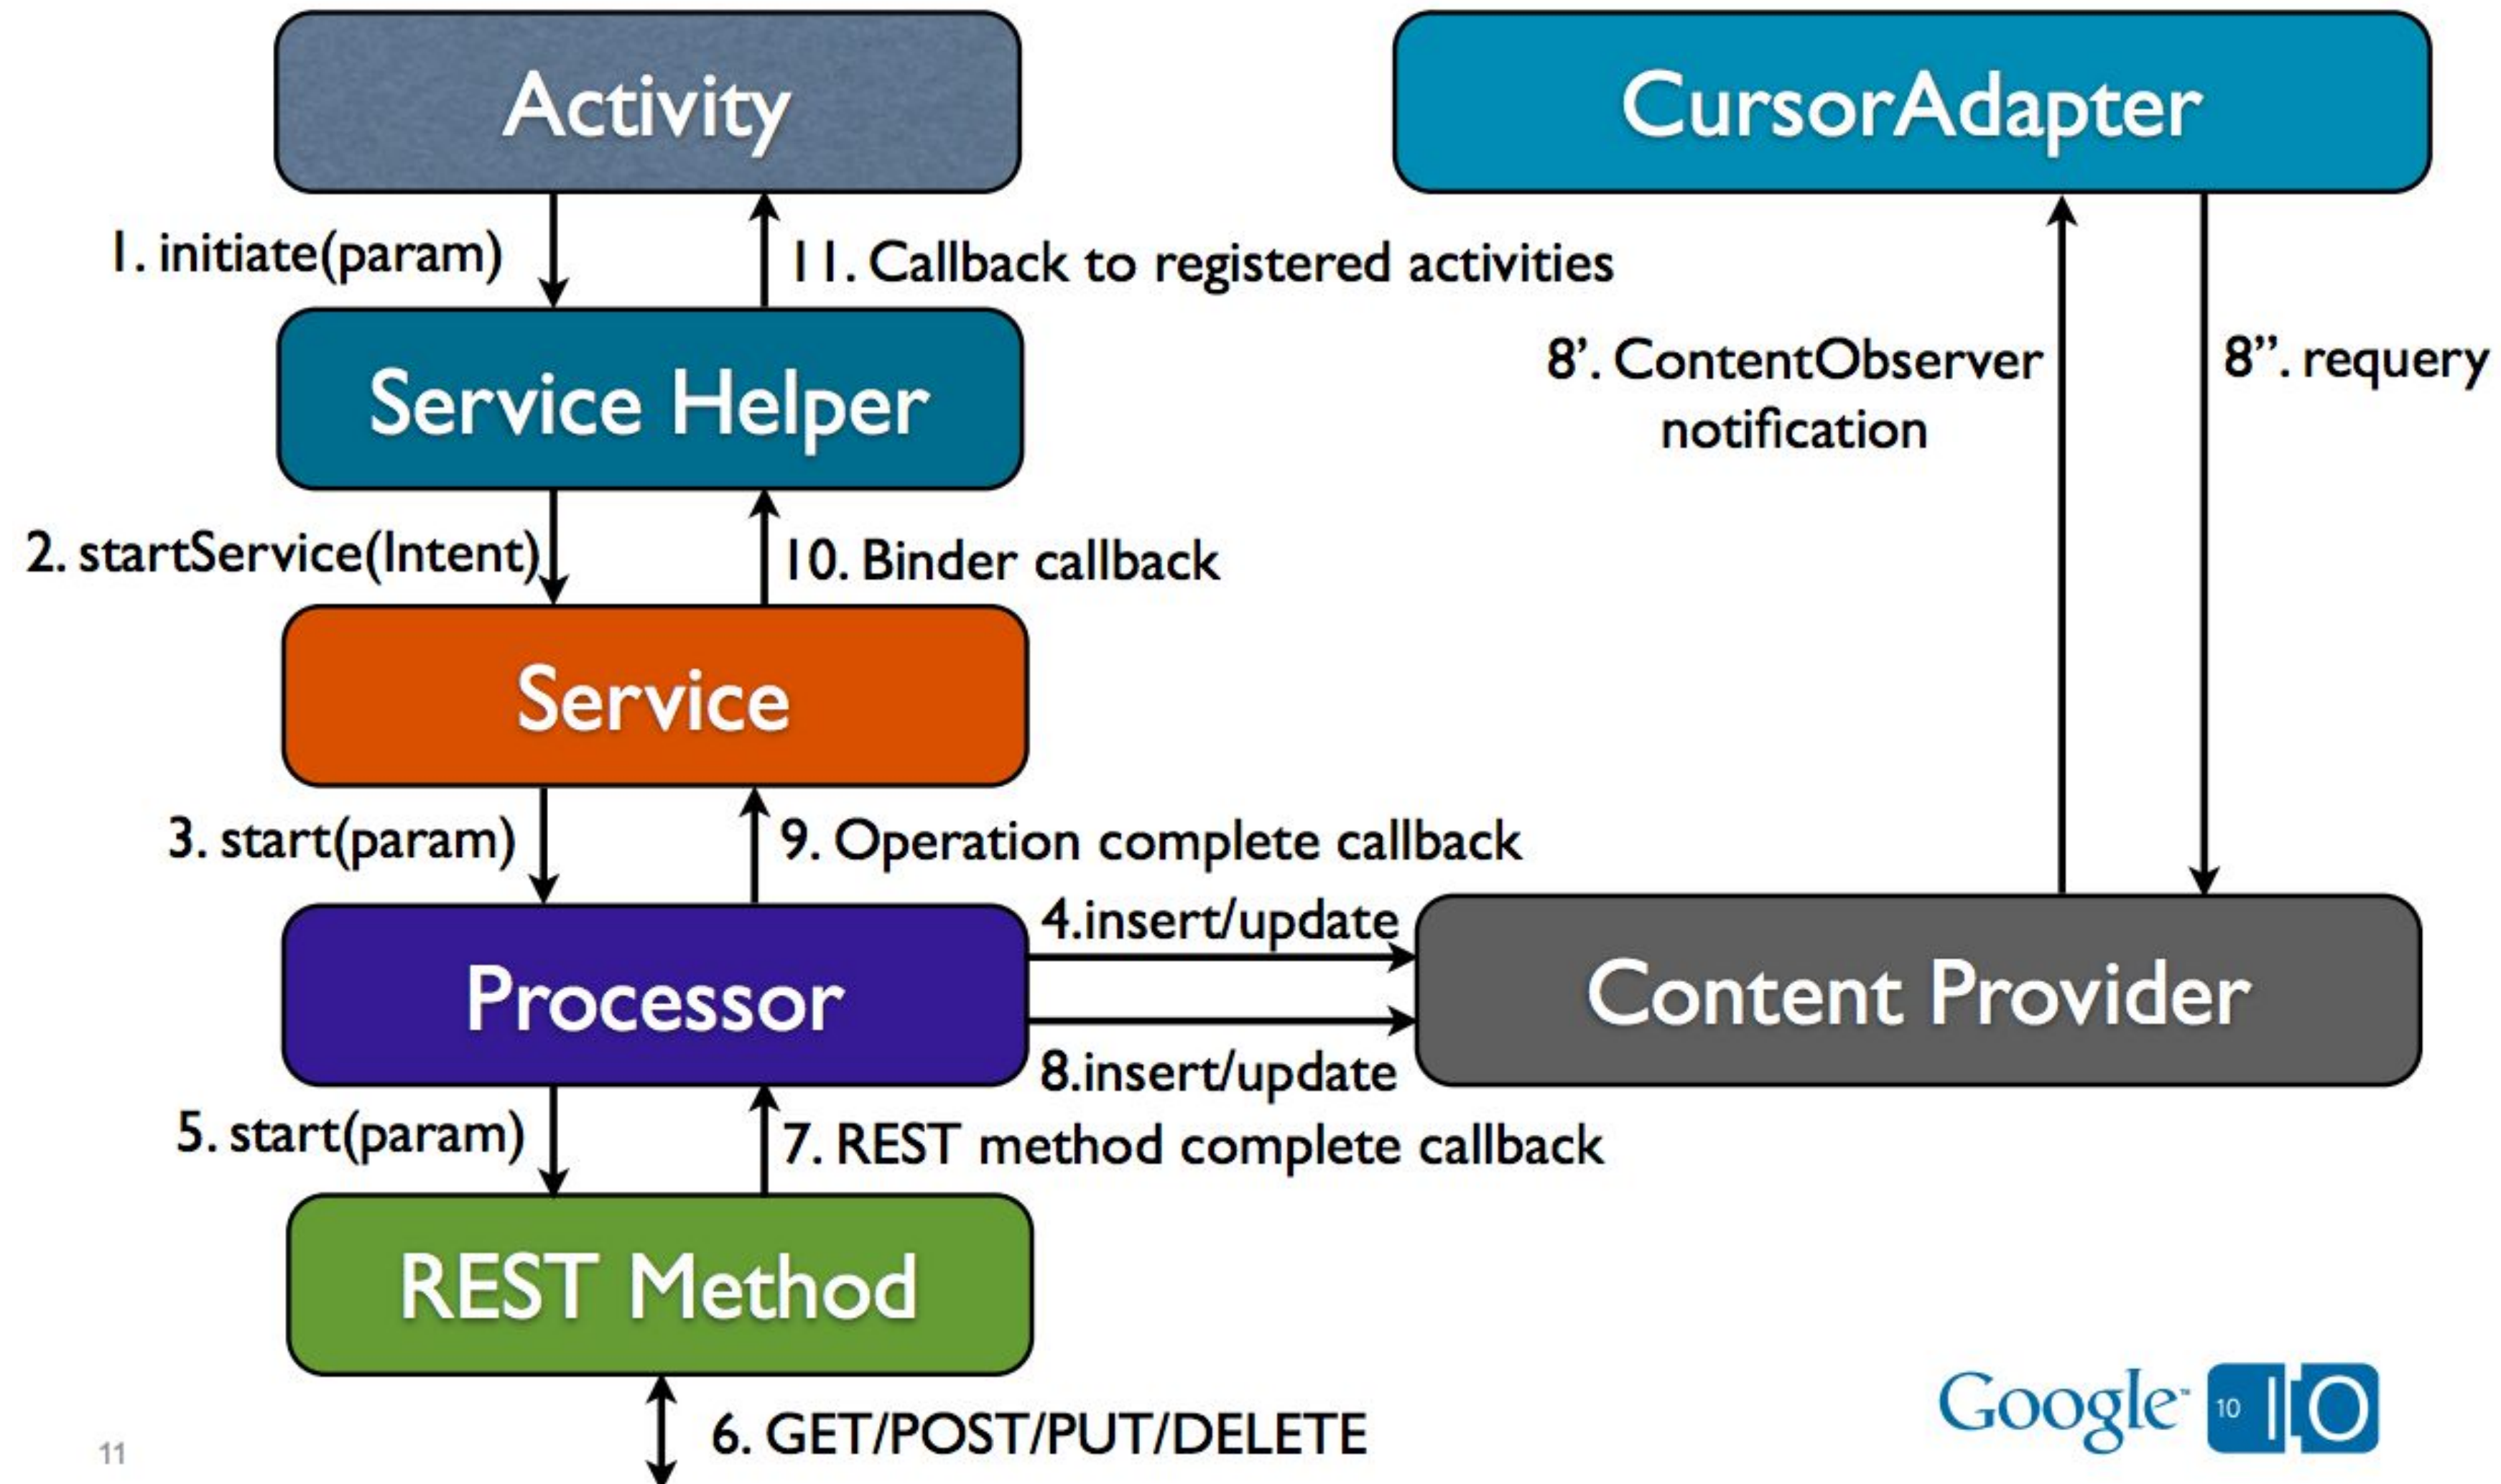 Activity
CursorAdapter
1. initiate(param)
11. Callback to registered activities
Service Helper
8’. ContentObserver
notification
8”. requery
2. startService(Intent)
10. Binder callback
Service
3. start(param)
9. Operation complete callback
4.insert/update
Processor
Content Provider
8.insert/update
5. start(param)
7. REST method complete callback
REST Method
6. GET/POST/PUT/DELETE
Google™ 10 IO
11